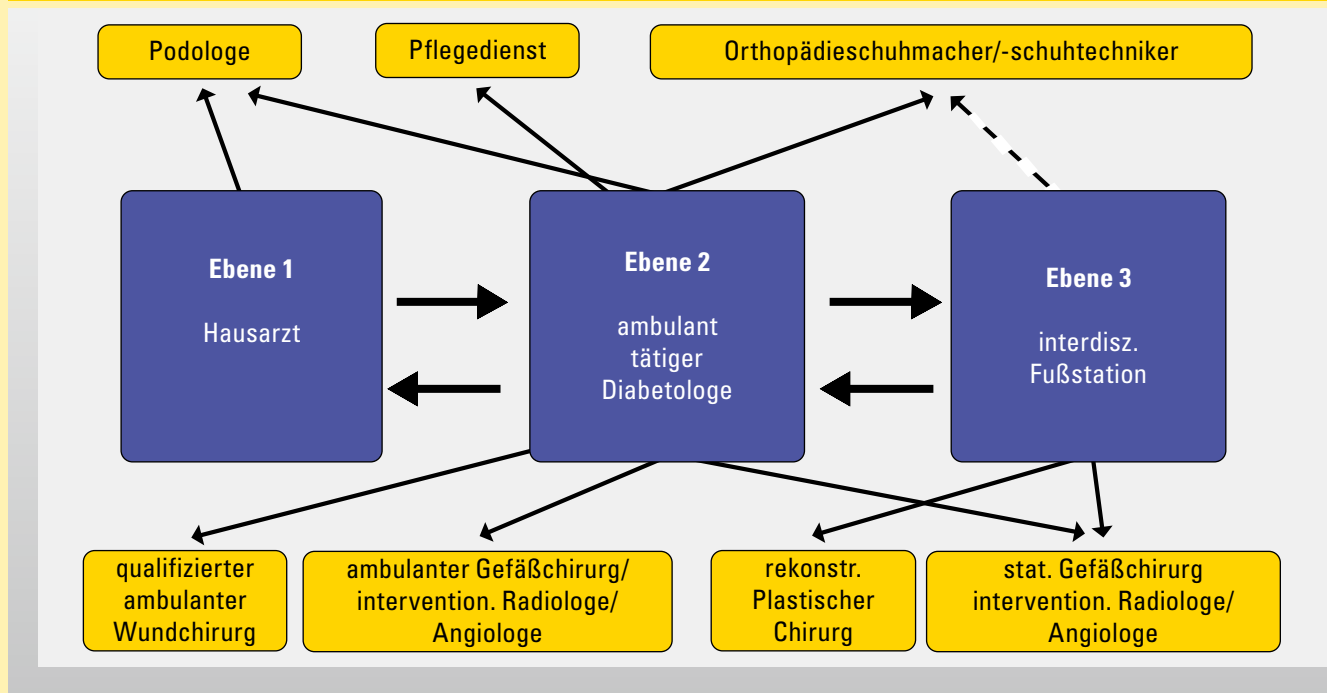 Podologe
Pflegedienst
Orthopädieschuhmacher/-schuhtechniker
Ebene 1
Hausarzt
Ebene 2
ambulant
tätiger
Diabetologe
Ebene 3
interdisz.
Fußstation
qualifizierter
ambulanter
Wundchirurg
ambulanter Gefäßchirurg/
intervention. Radiologe/
Angiologe
rekonstr.
Plastischer
Chirurg
stat. Gefäßchirurg
intervention. Radiologe/
Angiologe